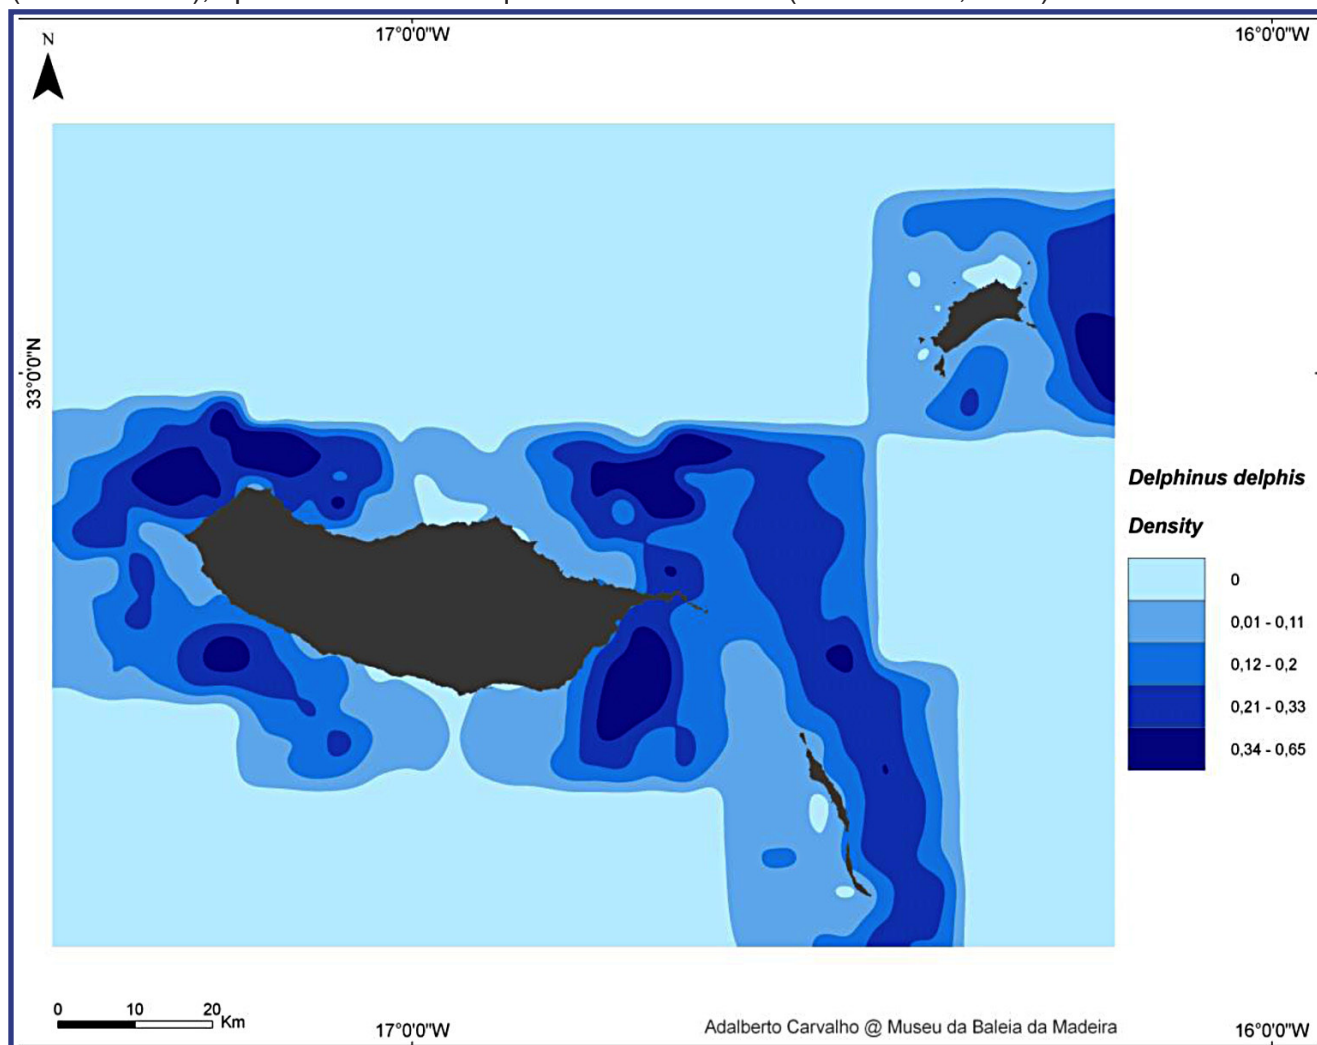 17°0'0"W 16°0'0"W
N
33°0'0"N
Delphinus delphis
Density
0
0,01 - 0,11
0,12 - 0,2
0,21 - 0,33
0,34 - 0,65
0 10 20
Km
Adalberto Carvalho @ Museu da Baleia da Madeira
17°0'0"W 16°0'0"W